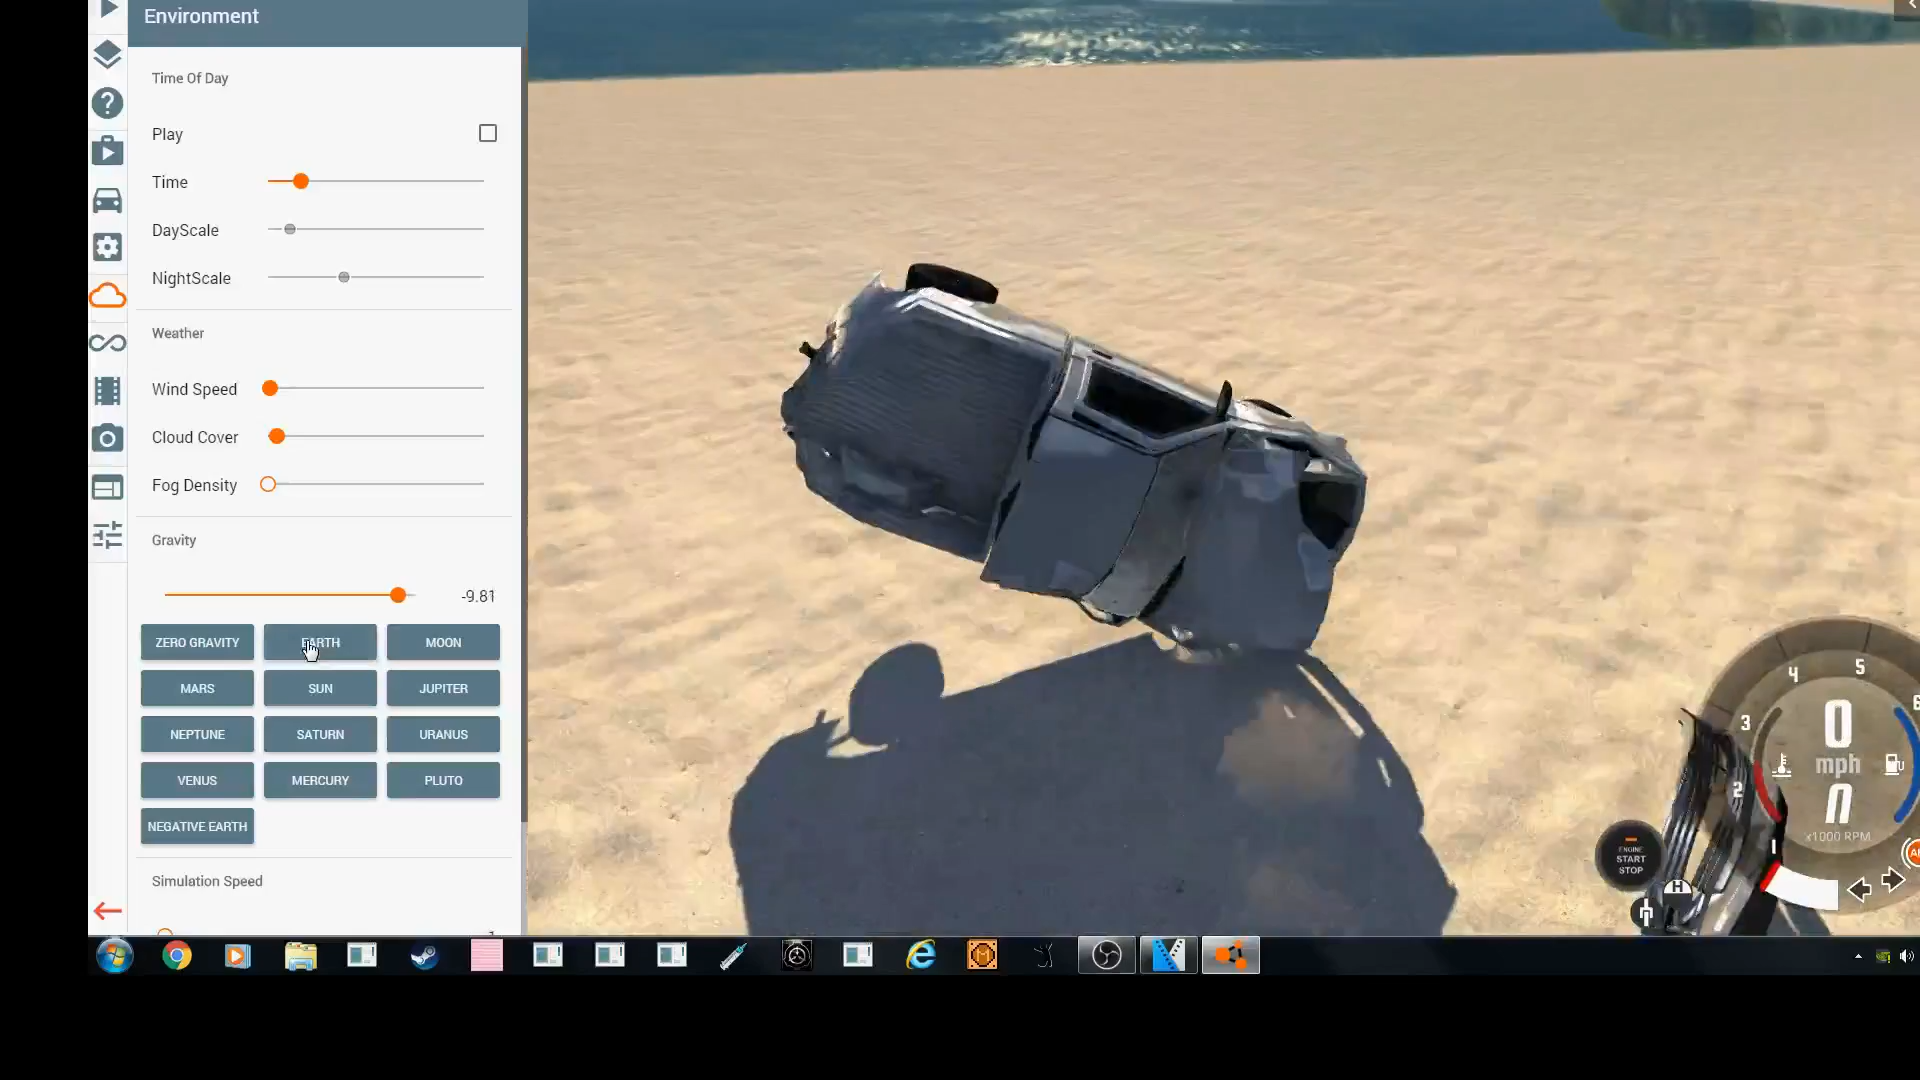 Environment
Time Of Day
Play
Time
DayScale
NightScale
Weather
Wind Speed
Cloud Cover
Fog Density
Gravity
-9.81
ZERO GRAVITY EARTH MOON
MARS SUN JUPITER
NEPTUNE SATURN URANUS
VENUS MERCURY PLUTO
NEGATIVE EARTH
Simulation Speed
1
1 2 3 4 5 6
0
mph
n
x1000 RPM
ENGINE
START
STOP
H